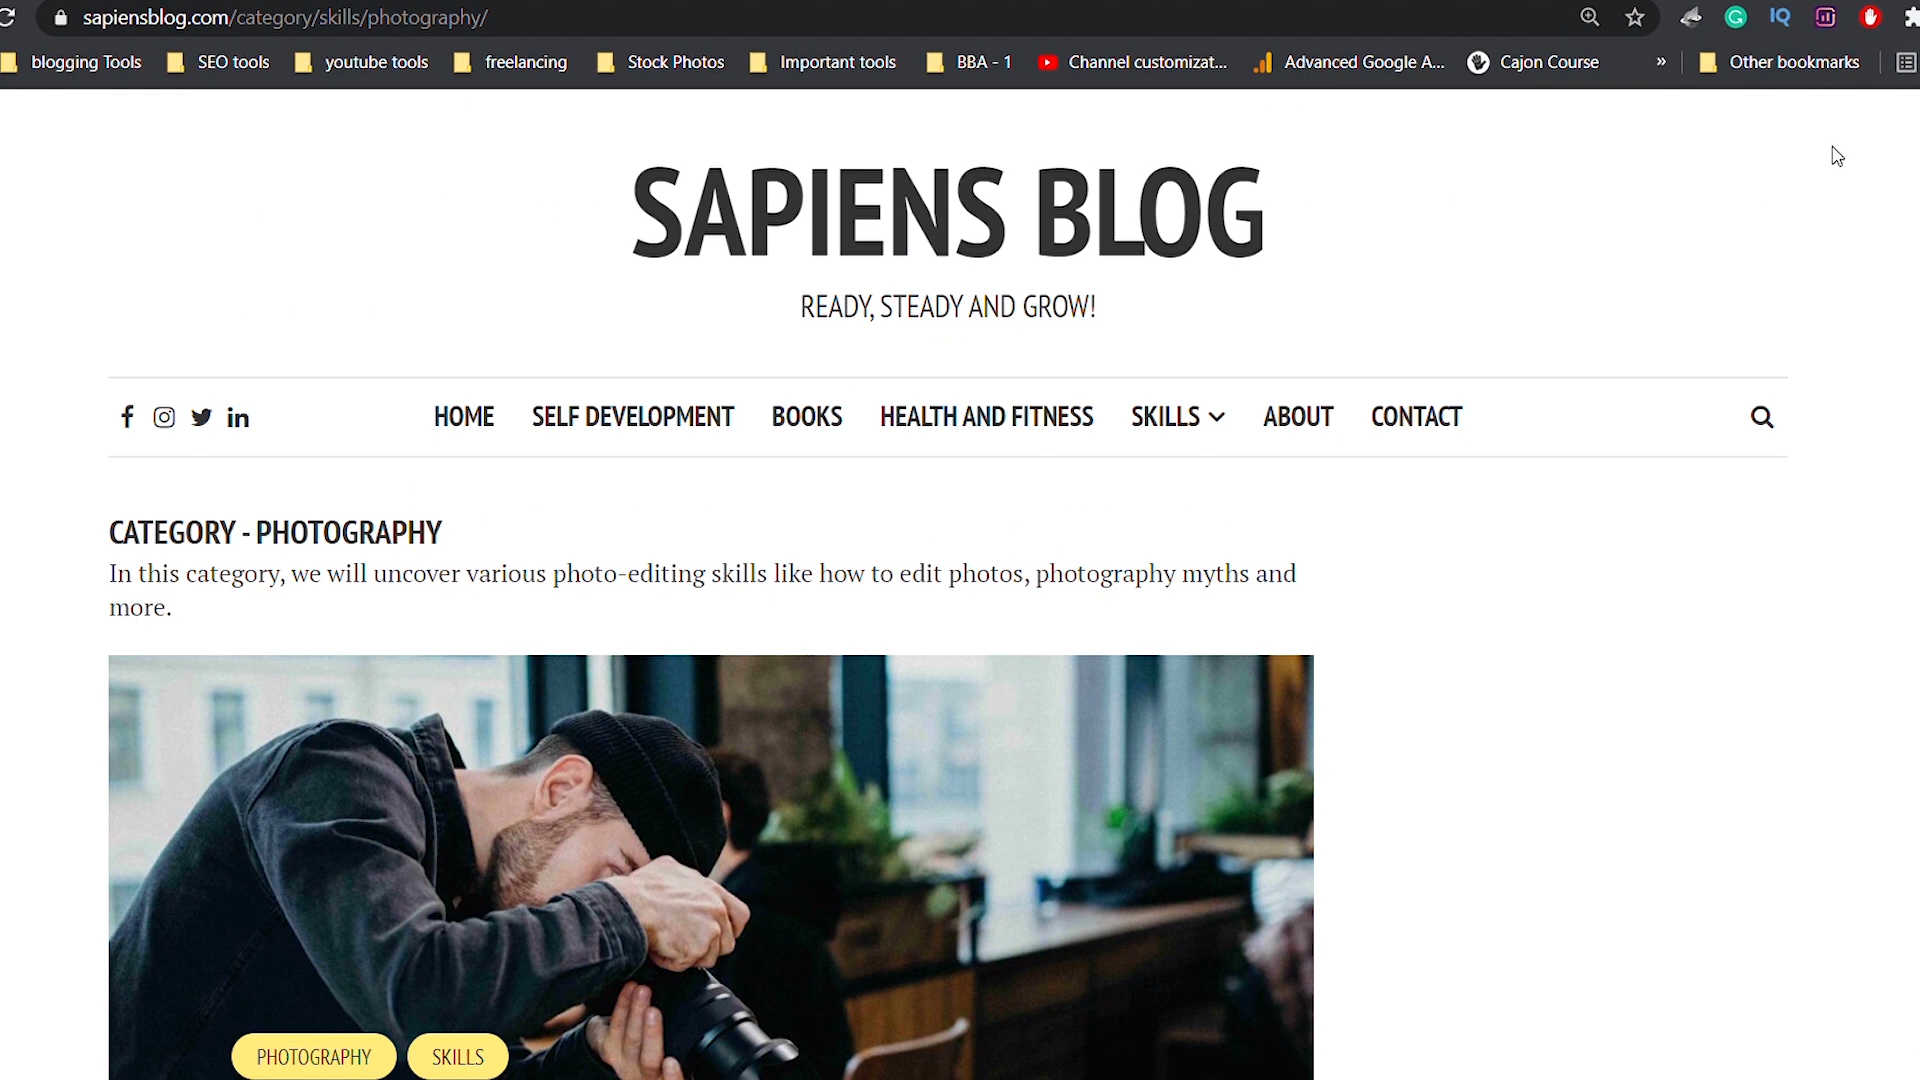 sapiensblog.com/category/skills/photography/
blogging Tools SEO tools youtube tools freelancing Stock Photos Important tools BBA - 1 Channel customizat... Advanced Google A... Cajon Course » Other bookmarks
SAPIENS BLOG
READY, STEADY AND GROW!
HOME SELF DEVELOPMENT BOOKS HEALTH AND FITNESS SKILLS ABOUT CONTACT
CATEGORY - PHOTOGRAPHY
In this category, we will uncover various photo-editing skills like how to edit photos, photography myths and
more.
PHOTOGRAPHY SKILLS